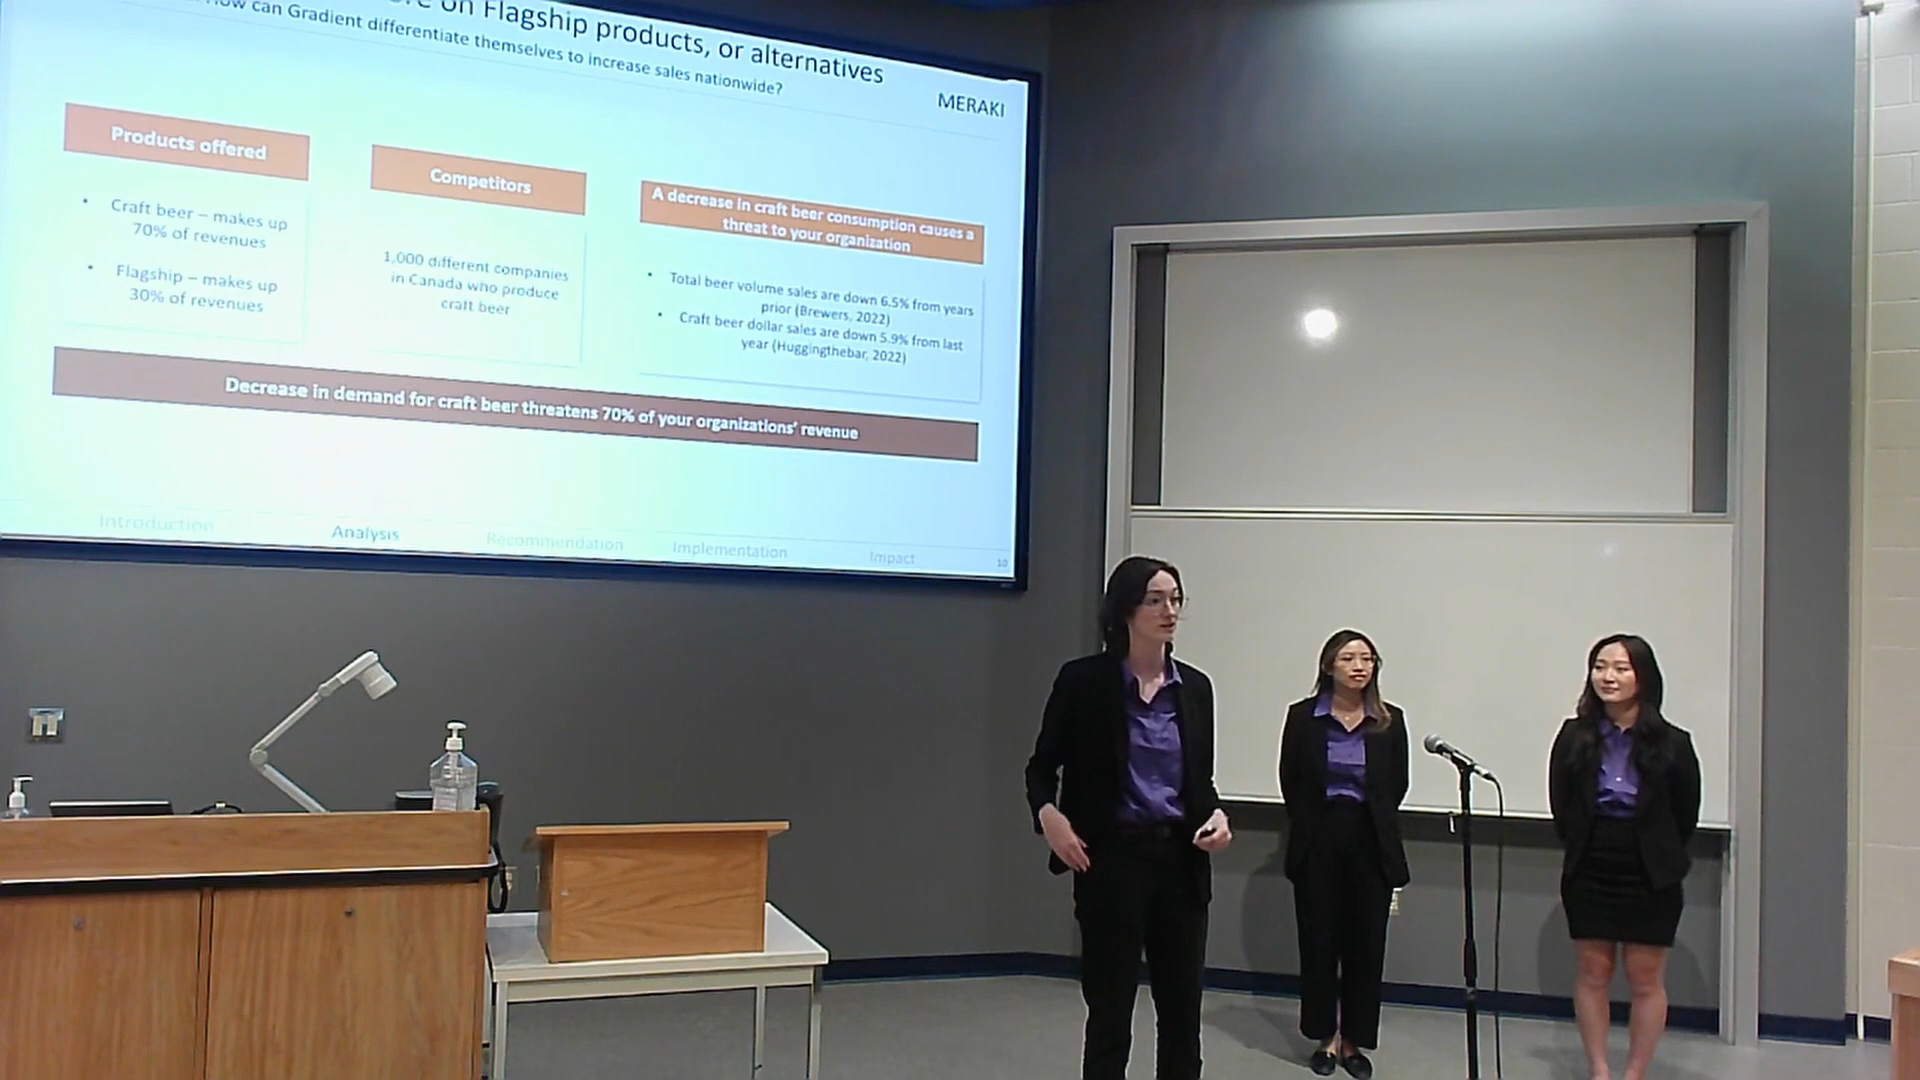 on Flagship products, or alternatives
How can Gradient differentiate themselves to increase sales nationwide?
MERAKI
Products offered
• Craft beer – makes up
70% of revenues
• Flagship – makes up
30% of revenues
Competitors
1,000 different companies
in Canada who produce
craft beer
A decrease in craft beer consumption causes a
threat to your organization
• Total beer volume sales are down 6.5% from years
prior (Brewers, 2022)
• Craft beer dollar sales are down 5.9% from last
year (Huggingthebar, 2022)
Decrease in demand for craft beer threatens 70% of your organizations' revenue
Introduction
Analysis
Recommendation
Implementation
Impact
10